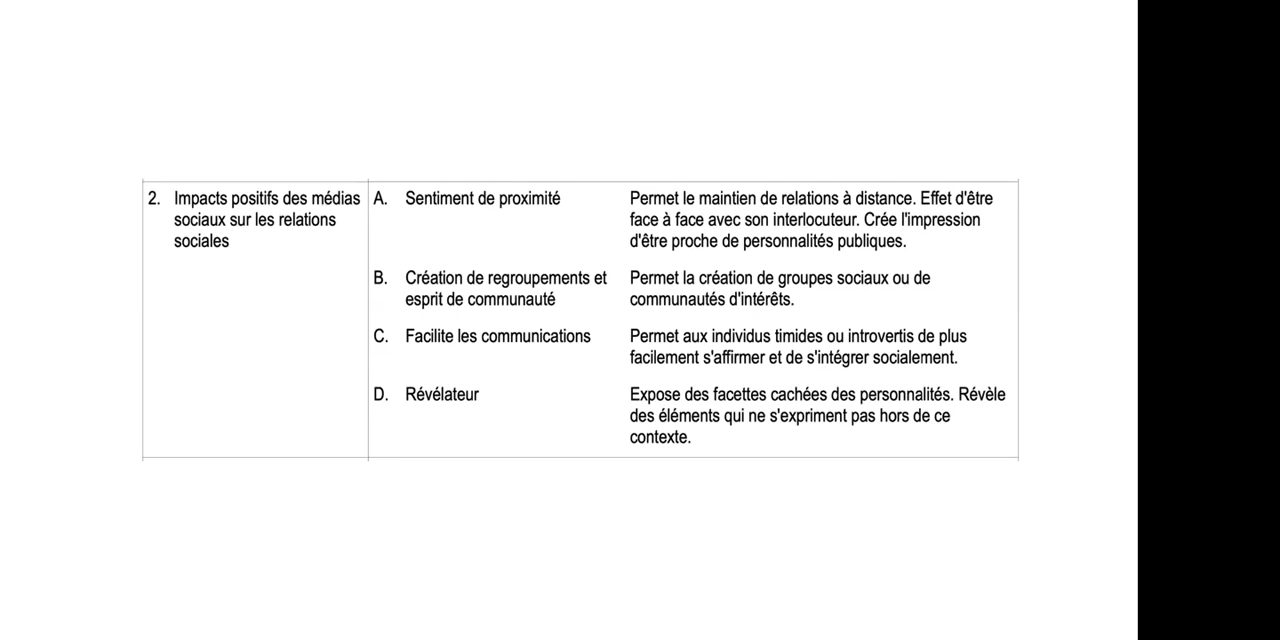 2. Impacts positifs des médias
sociaux sur les relations
sociales
A. Sentiment de proximité
Permet le maintien de relations à distance. Effet d'être
face à face avec son interlocuteur. Crée l'impression
d'être proche de personnalités publiques.
B. Création de regroupements et
esprit de communauté
Permet la création de groupes sociaux ou de
communautés d'intérêts.
C. Facilite les communications
Permet aux individus timides ou introvertis de plus
facilement s'affirmer et de s'intégrer socialement.
D. Révélateur
Expose des facettes cachées des personnalités. Révèle
des éléments qui ne s'expriment pas hors de ce
contexte.